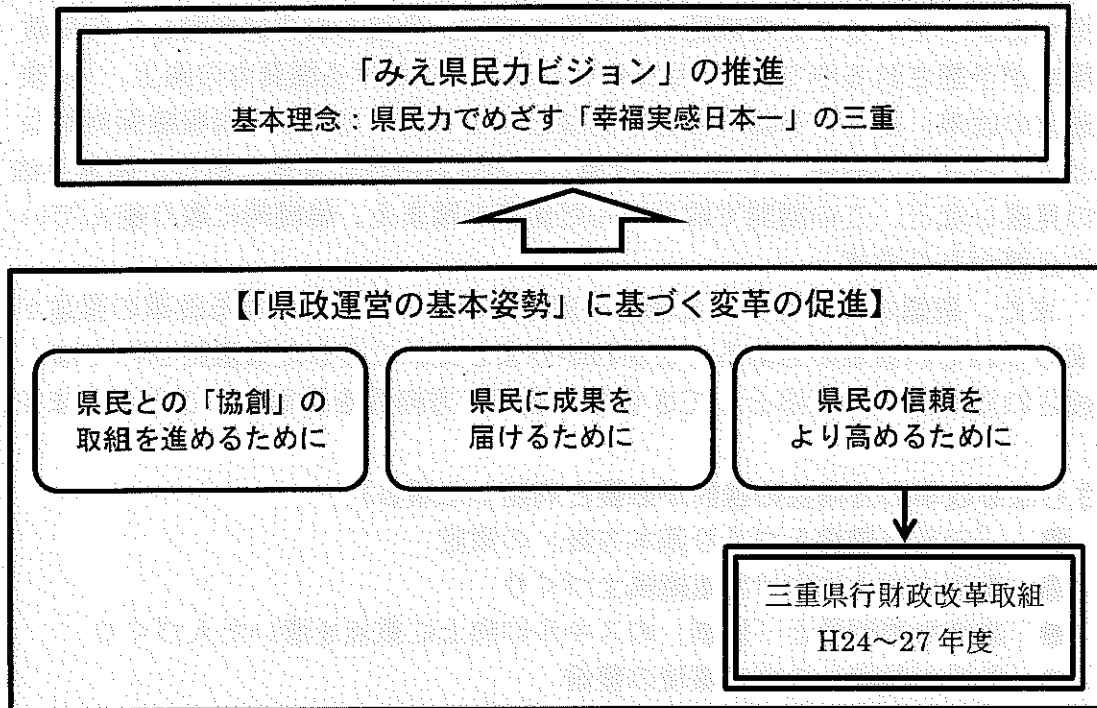 「みえ県民力ビジョン」の推進
基本理念：県民力でめざす「幸福実感日本一」の三重
【「県政運営の基本姿勢」に基づく変革の促進】
県民との「協創」の
取組を進めるために
県民に成果を
届けるために
県民の信頼を
より高めるために
三重県行財政改革取組
H24～27 年度